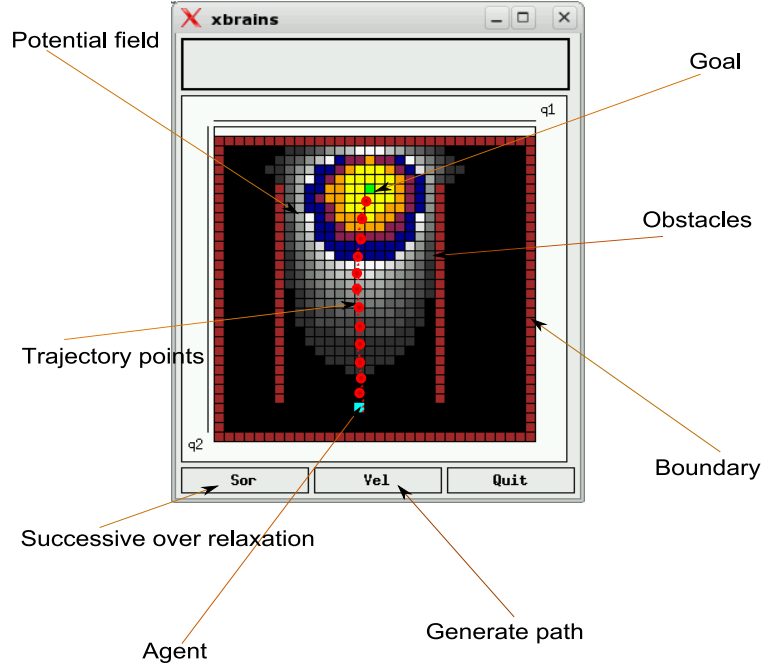 xbrains
Potential field
Goal
q1
Obstacles
Trajectory points
q2
Boundary
Sor
Vel
Quit
Successive over relaxation
Generate path
Agent